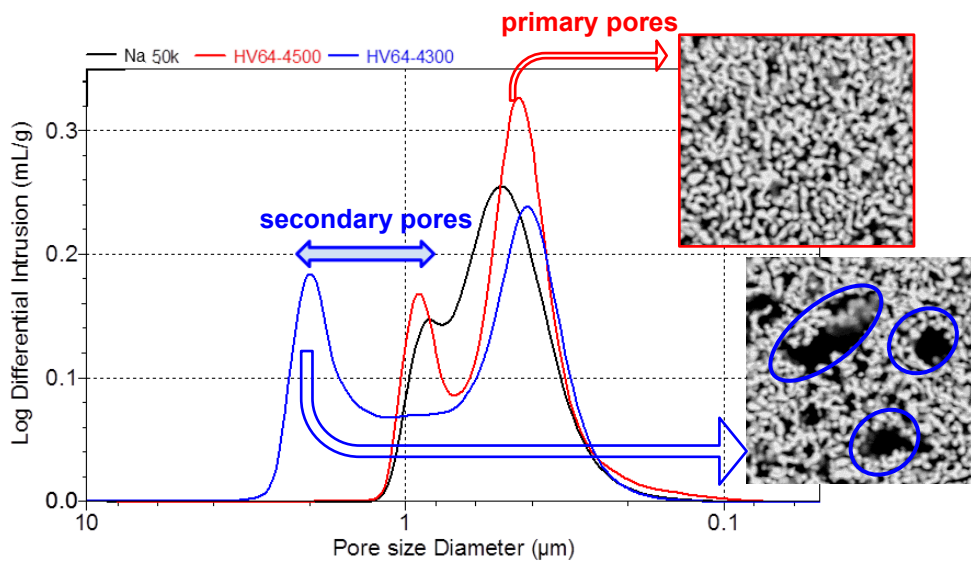 primary pores
Na 50k HV64-4500 HV64-4300
secondary pores
Log Differential Intrusion (mL/g)
0.3
0.2
0.1
0.0
10 1 0.1
Pore size Diameter (µm)